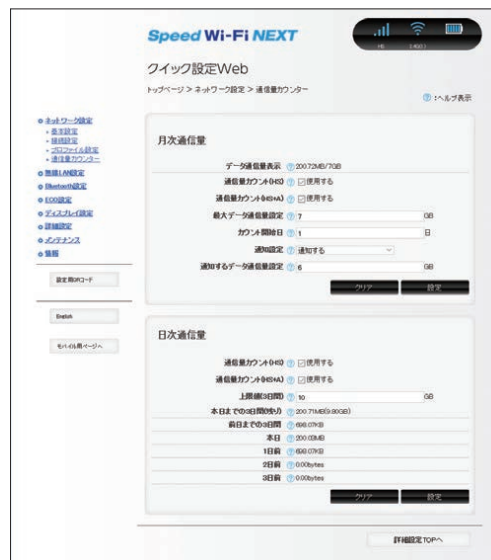 Speed Wi-Fi NEXT
HS
2.4GHz
クイック設定Web
トップページ > ネットワーク設定 > 通信量カウンター
? :ヘルプ表示
ネットワーク設定
・基本設定
・接続設定
・プロファイル設定
・通信量カウンター
無線LAN設定
Bluetooth設定
ECO設定
ディスプレイ設定
詳細設定
メンテナンス
情報
設定用QRコード
English
モバイル用ページへ
月次通信量
データ通信量表示 ? 200.72MB/7GB
通信量カウント(HS) ? 使用する
通信量カウント(HS+A) ? 使用する
最大データ通信量設定 ? 7 GB
カウント開始日 ? 1 日
通知設定 ? 通知する
通知するデータ通信量設定 ? 6 GB
クリア 設定
日次通信量
通信量カウント(HS) ? 使用する
通信量カウント(HS+A) ? 使用する
上限値(3日間) ? 10 GB
本日までの3日間(残り) ? 200.71MB(9.80GB)
前日までの3日間 ? 698.07KB
本日 ? 200.03MB
1日前 ? 698.07KB
2日前 ? 0.00bytes
3日前 ? 0.00bytes
クリア 設定
詳細設定TOPへ